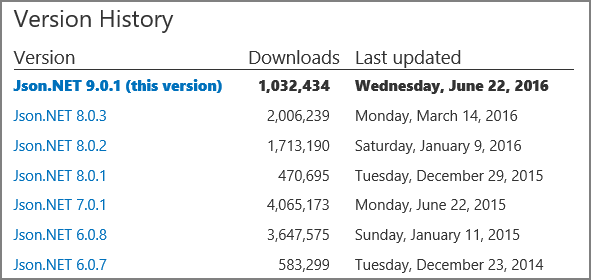 Version History
Version Downloads Last updated
Json.NET 9.0.1 (this version) 1,032,434 Wednesday, June 22, 2016
Json.NET 8.0.3 2,006,239 Monday, March 14, 2016
Json.NET 8.0.2 1,713,190 Saturday, January 9, 2016
Json.NET 8.0.1 470,695 Tuesday, December 29, 2015
Json.NET 7.0.1 4,065,173 Monday, June 22, 2015
Json.NET 6.0.8 3,647,575 Sunday, January 11, 2015
Json.NET 6.0.7 583,299 Tuesday, December 23, 2014